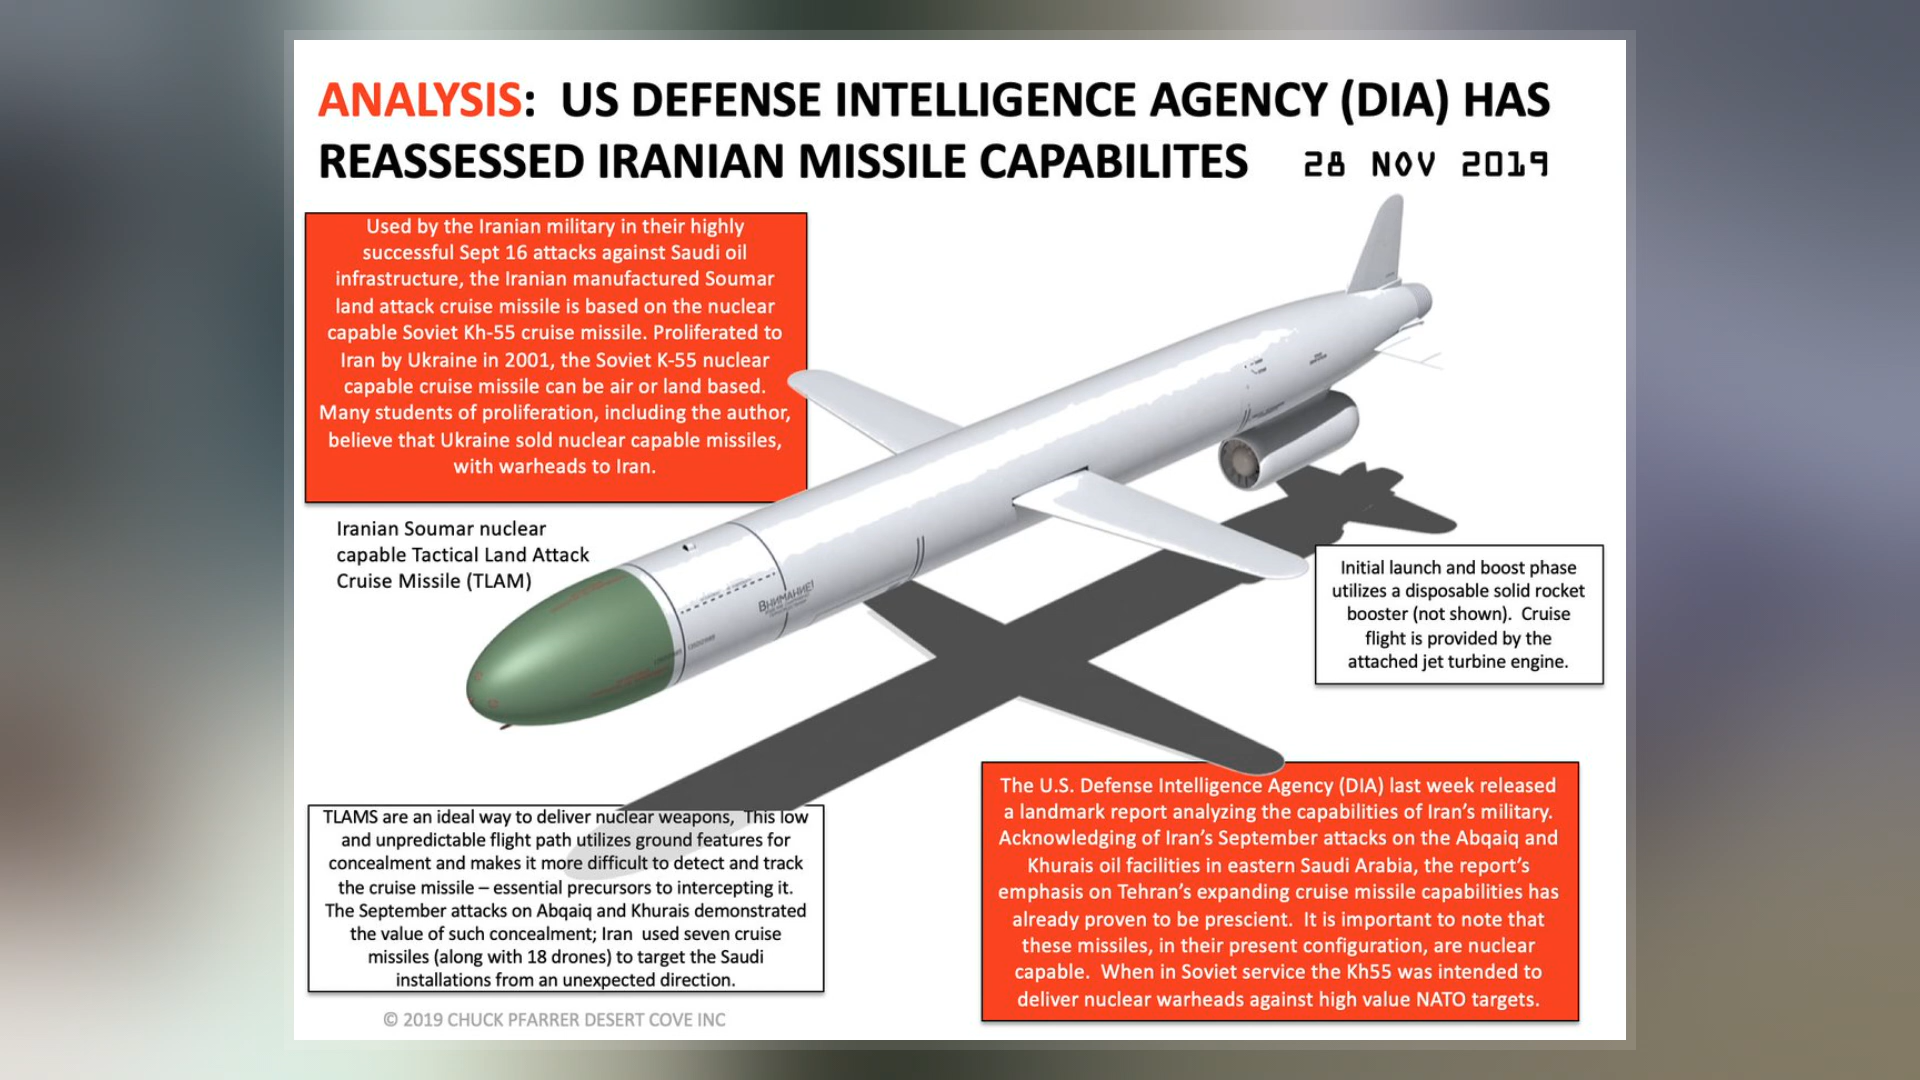 ANALYSIS: US DEFENSE INTELLIGENCE AGENCY (DIA) HAS
REASSESSED IRANIAN MISSILE CAPABILITES 28 NOV 2019
Used by the Iranian military in their highly
successful Sept 16 attacks against Saudi oil
infrastructure, the Iranian manufactured Soumar
land attack cruise missile is based on the nuclear
capable Soviet Kh-55 cruise missile. Proliferated to
Iran by Ukraine in 2001, the Soviet K-55 nuclear
capable cruise missile can be air or land based.
Many students of proliferation, including the author,
believe that Ukraine sold nuclear capable missiles,
with warheads to Iran.
Iranian Soumar nuclear
capable Tactical Land Attack
Cruise Missile (TLAM)
ВНИМАНИЕ!
Initial launch and boost phase
utilizes a disposable solid rocket
booster (not shown). Cruise
flight is provided by the
attached jet turbine engine.
TLAMS are an ideal way to deliver nuclear weapons, This low
and unpredictable flight path utilizes ground features for
concealment and makes it more difficult to detect and track
the cruise missile – essential precursors to intercepting it.
The September attacks on Abqaiq and Khurais demonstrated
the value of such concealment; Iran used seven cruise
missiles (along with 18 drones) to target the Saudi
installations from an unexpected direction.
The U.S. Defense Intelligence Agency (DIA) last week released
a landmark report analyzing the capabilities of Iran's military.
Acknowledging of Iran's September attacks on the Abqaiq and
Khurais oil facilities in eastern Saudi Arabia, the report's
emphasis on Tehran's expanding cruise missile capabilities has
already proven to be prescient. It is important to note that
these missiles, in their present configuration, are nuclear
capable. When in Soviet service the Kh55 was intended to
deliver nuclear warheads against high value NATO targets.
© 2019 CHUCK PFARRER DESERT COVE INC